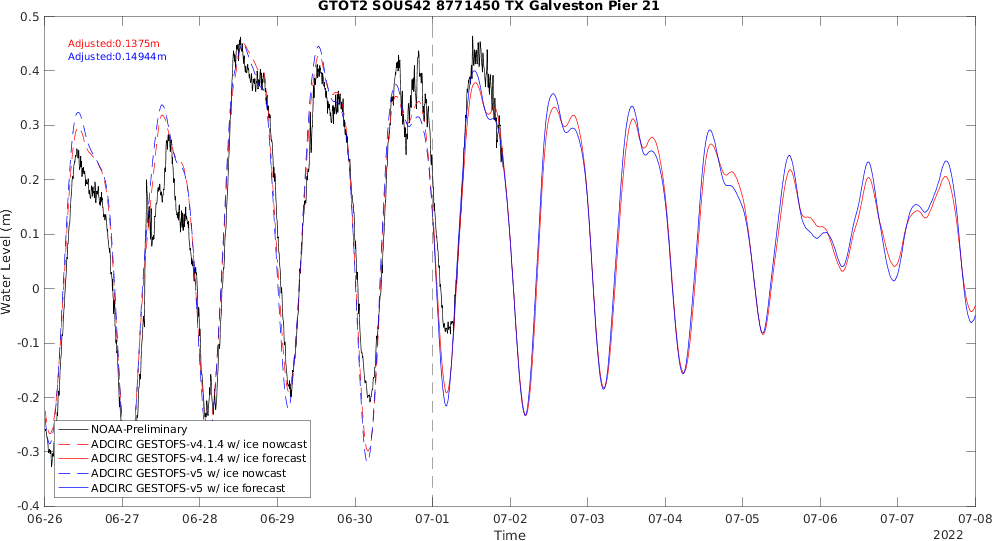 GTOT2 SOUS42 8771450 TX Galveston Pier 21
Adjusted:0.1375m
Adjusted:0.14944m
Water Level (m)
0.5
0.4
0.3
0.2
0.1
0
-0.1
-0.2
-0.3
-0.4
NOAA-Preliminary
ADCIRC GESTOFS-v4.1.4 w/ ice nowcast
ADCIRC GESTOFS-v4.1.4 w/ ice forecast
ADCIRC GESTOFS-v5 w/ ice nowcast
ADCIRC GESTOFS-v5 w/ ice forecast
06-26 06-27 06-28 06-29 06-30 07-01 07-02 07-03 07-04 07-05 07-06 07-07 07-08
Time
2022